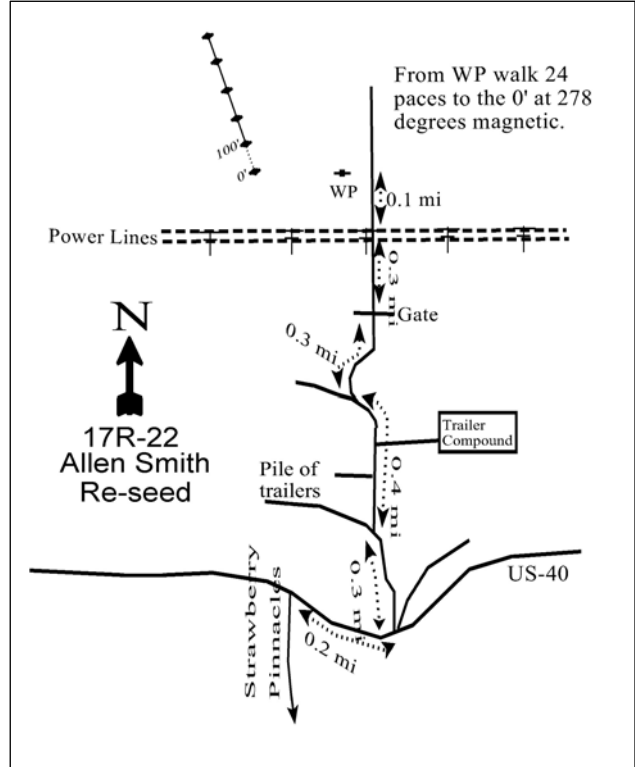 From WP walk 24
paces to the 0' at 278
degrees magnetic.
100'
0'
WP
0.1 mi
Power Lines
0.3 mi
Gate
N
0.3 mi
17R-22
Allen Smith
Re-seed
Trailer
Compound
Pile of
trailers
0.4 mi
0.3 mi
US-40
Strawberry
Pinnacles
0.2 mi